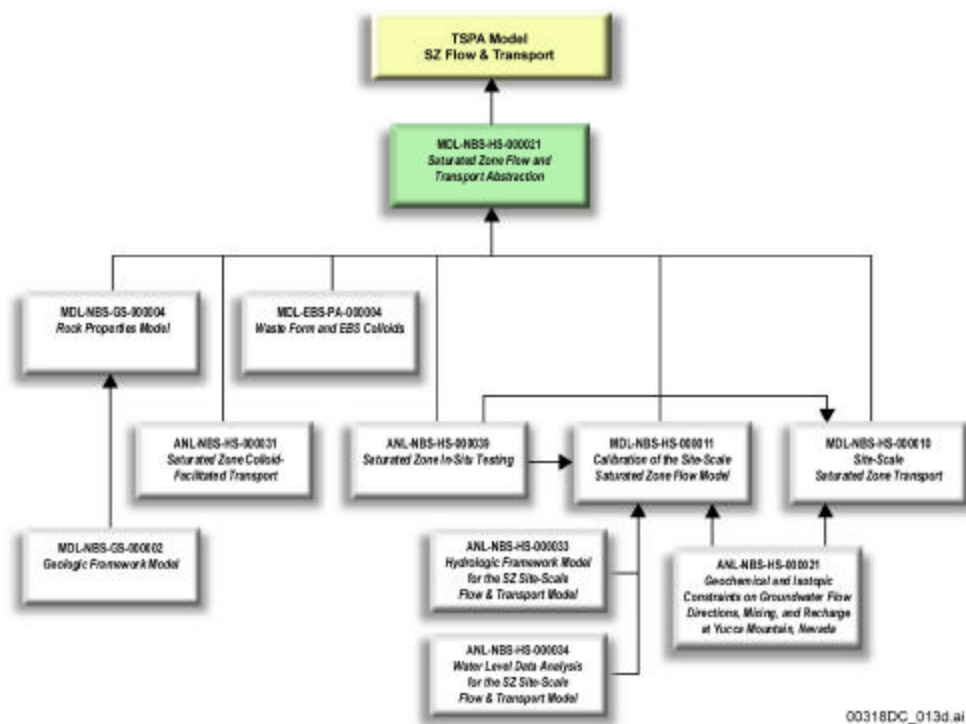 TSPA Model
SZ Flow & Transport
MDL-NBS-HS-000021
Saturated Zone Flow and
Transport Abstraction
MDL-NBS-GS-000004
Rock Properties Model
MDL-EBS-PA-000004
Waste Form and EBS Colloids
ANL-NBS-HS-000031
Saturated Zone Colloid-
Facilitated Transport
ANL-NBS-HS-000039
Saturated Zone In-Situ Testing
MDL-NBS-HS-000011
Calibration of the Site-Scale
Saturated Zone Flow Model
MDL-NBS-HS-000010
Site-Scale
Saturated Zone Transport
MDL-NBS-GS-000002
Geologic Framework Model
ANL-NBS-HS-000033
Hydrologic Framework Model
for the SZ Site-Scale
Flow & Transport Model
ANL-NBS-HS-000021
Geochemical and Isotopic
Constraints on Groundwater Flow
Directions, Mixing, and Recharge
at Yucca Mountain, Nevada
ANL-NBS-HS-000034
Water Level Data Analysis
for the SZ Site-Scale
Flow & Transport Model
00318DC_013d.ai